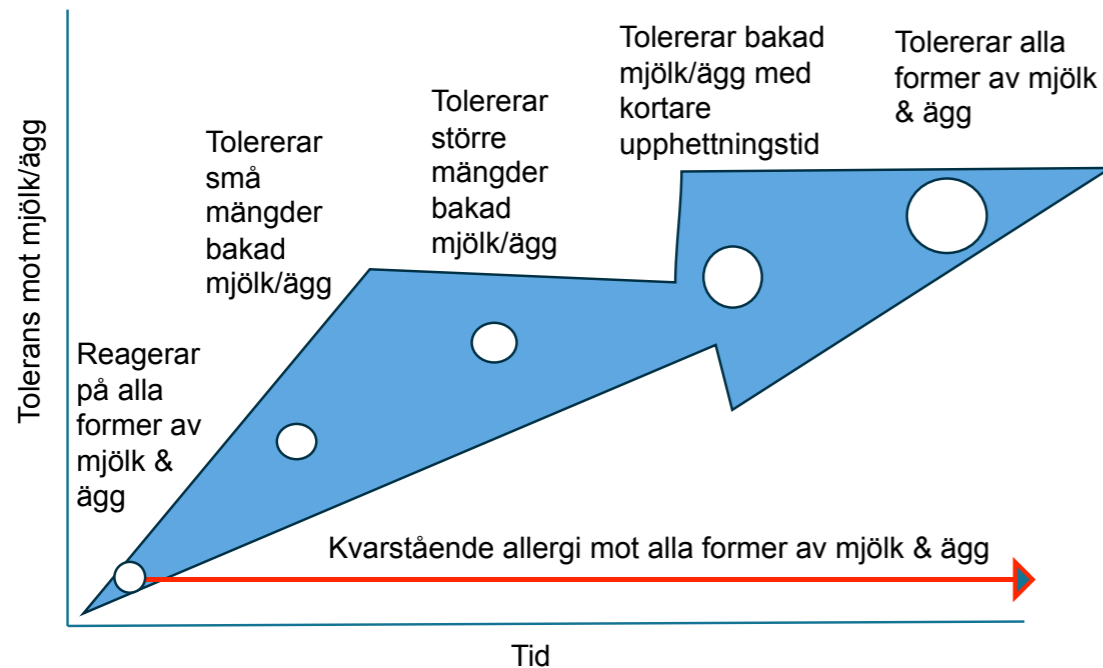 Tolerans mot mjölk/ägg
Reagerar
på alla
former av
mjölk &
ägg
Tolererar
små
mängder
bakad
mjölk/ägg
Tolererar
större
mängder
bakad
mjölk/ägg
Tolererar bakad
mjölk/ägg med
kortare
upphettningstid
Tolererar alla
former av mjölk
& ägg
Kvarstående allergi mot alla former av mjölk & ägg
Tid